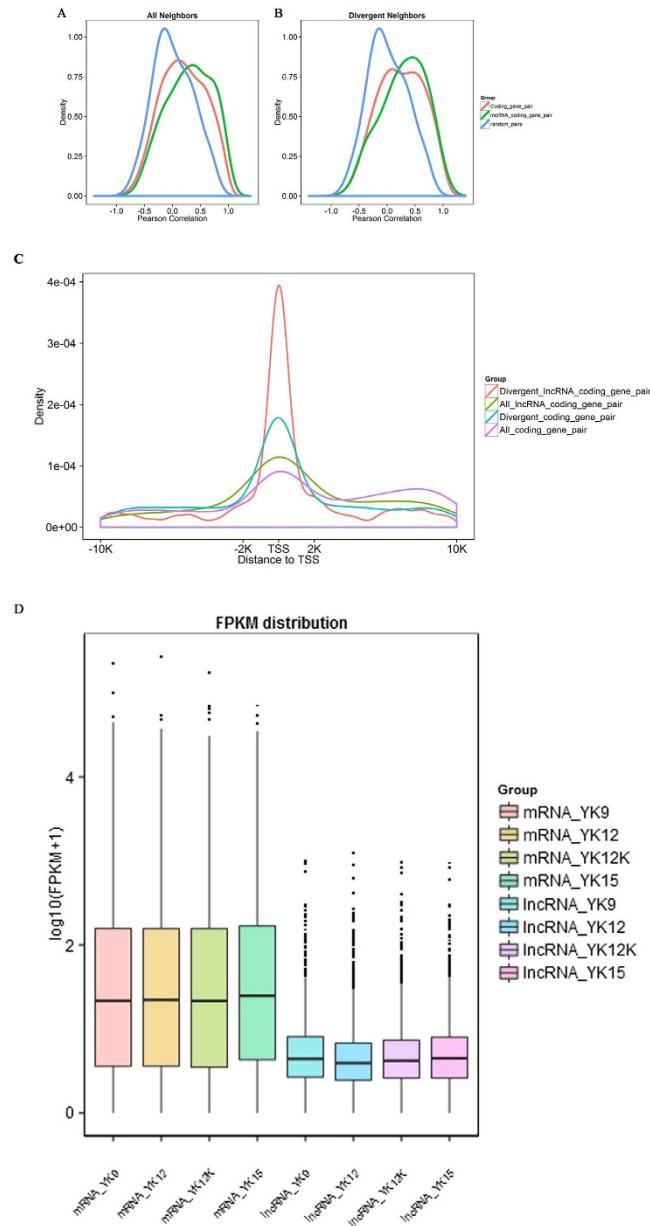 A
All Neighbors
1.00
0.75
0.50
0.25
0.00
Density
-1.0 -0.5 0.0 0.5 1.0
Pearson Correlation
B
Divergent Neighbors
1.00
0.75
0.50
0.25
0.00
Density
-1.0 -0.5 0.0 0.5 1.0
Pearson Correlation
Group
Coding_gene_pair
lncRNA_coding_gene_pair
random_pairs
C
4e-04
3e-04
2e-04
1e-04
0e+00
Density
-10K -2K TSS 2K 10K
Distance to TSS
Group
Divergent_lncRNA_coding_gene_pair
All_lncRNA_coding_gene_pair
Divergent_coding_gene_pair
All_coding_gene_pair
D
FPKM distribution
4
2
0
log10(FPKM+1)
mRNA_YK9 mRNA_YK12 mRNA_YK12K mRNA_YK15 lncRNA_YK9 lncRNA_YK12 lncRNA_YK12K lncRNA_YK15
Group
mRNA_YK9
mRNA_YK12
mRNA_YK12K
mRNA_YK15
lncRNA_YK9
lncRNA_YK12
lncRNA_YK12K
lncRNA_YK15